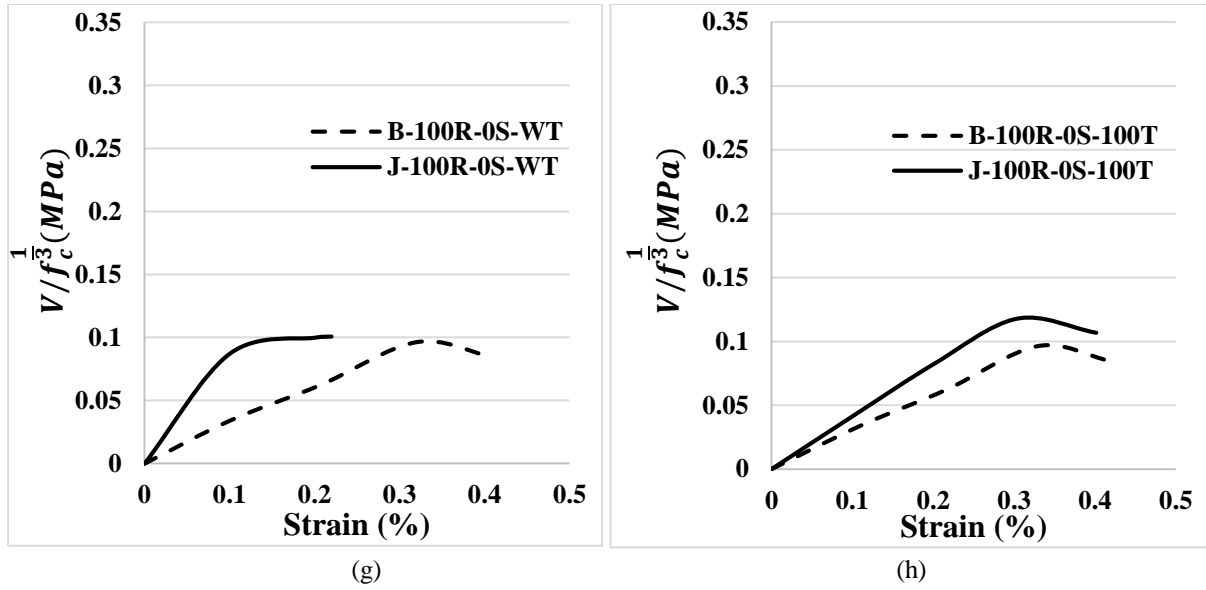 0.35
0.3
0.25
0.2
0.15
0.1
0.05
0
V/f_c^{1/3}(MPa)
B-100R-0S-WT
J-100R-0S-WT
0 0.1 0.2 0.3 0.4 0.5
Strain (%)
(g)
0.35
0.3
0.25
0.2
0.15
0.1
0.05
0
V/f_c^{1/3}(MPa)
B-100R-0S-100T
J-100R-0S-100T
0 0.1 0.2 0.3 0.4 0.5
Strain (%)
(h)